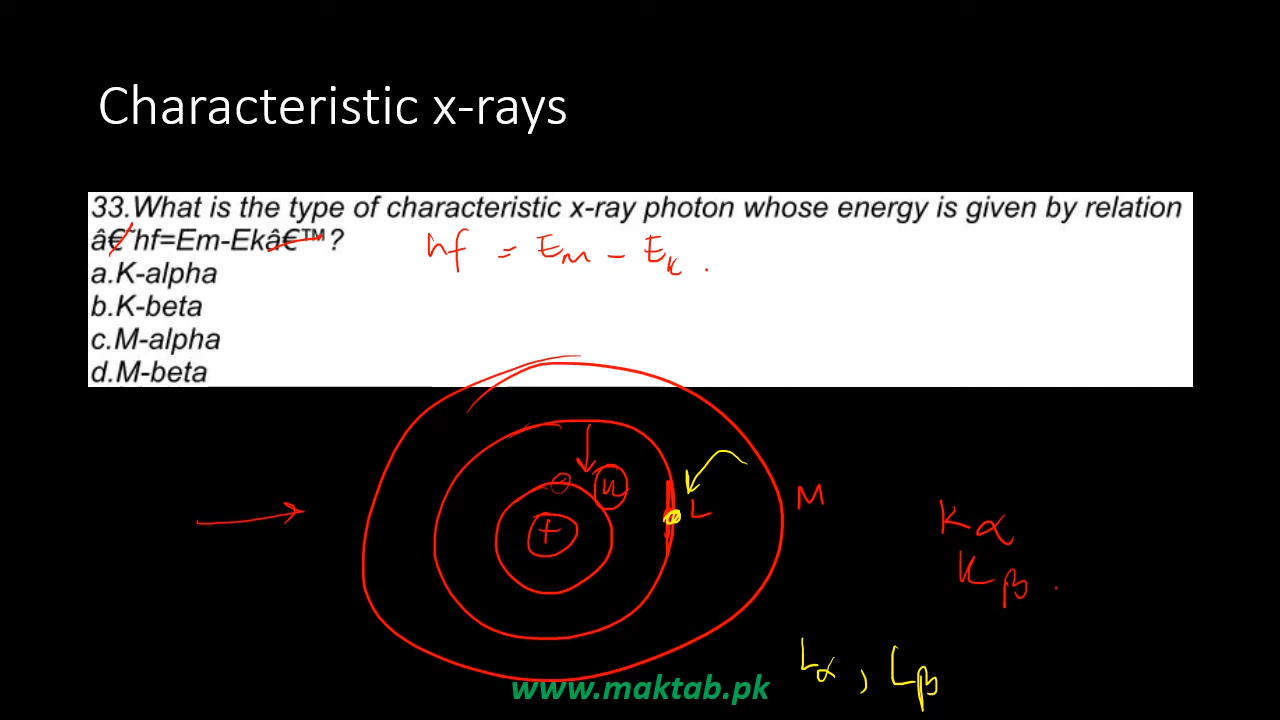 Characteristic x-rays
33.What is the type of characteristic x-ray photon whose energy is given by relation
â€˜hf=Em-Ekâ€™?
hf = EM - EK .
a.K-alpha
b.K-beta
c.M-alpha
d.M-beta
K
+
L
M
Kα
Kβ .
Lα , Lβ
www.maktab.pk